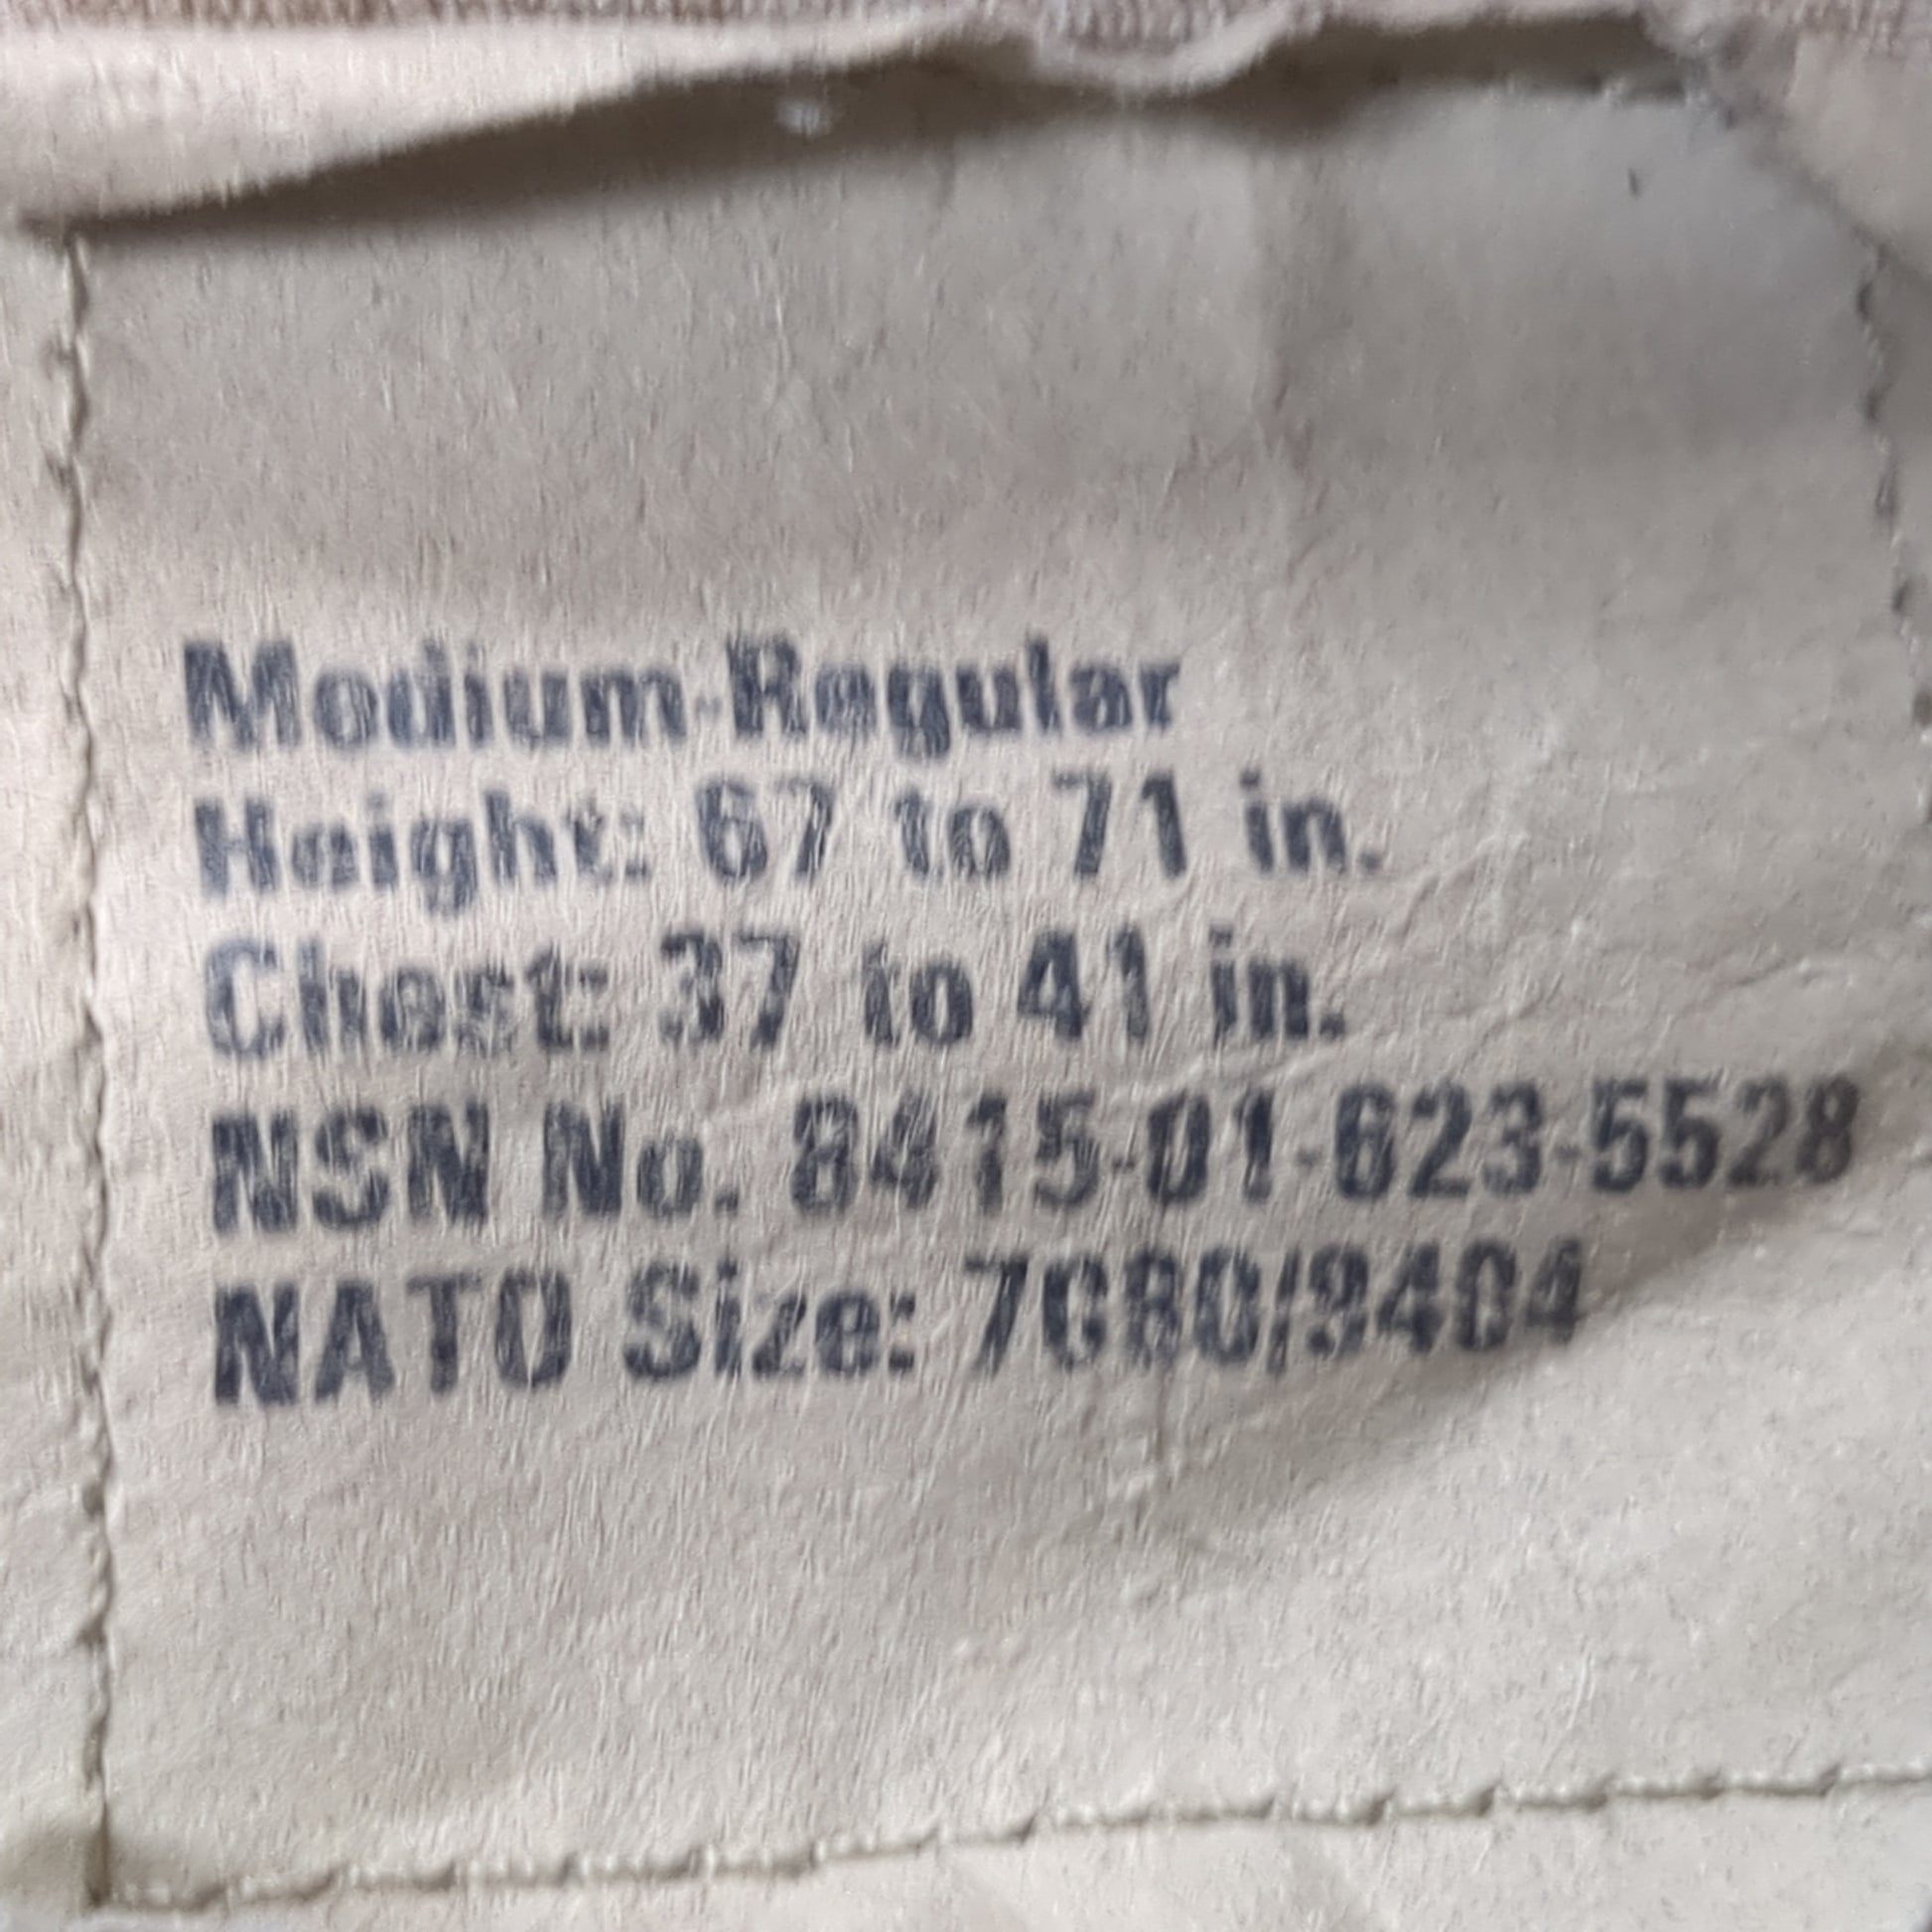 Medium-Regular
Height: 67 to 71 in.
Chest: 37 to 41 in.
NSN No. 8415-01-623-5528
NATO Size: 7080/9404